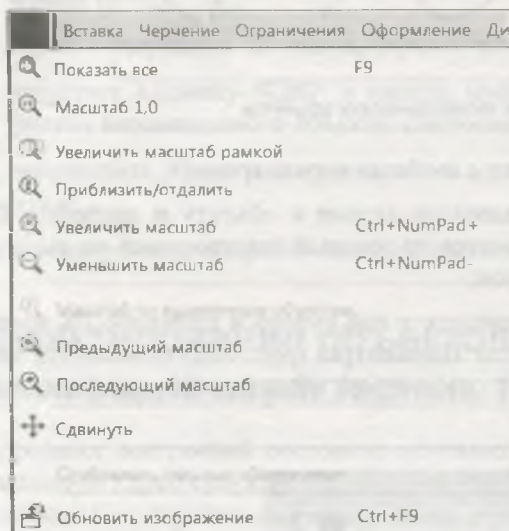 Вставка Черчение Ограничения Оформление Ди
Показать все F9
Масштаб 1,0
Увеличить масштаб рамкой
Приблизить/отдалить
Увеличить масштаб Ctrl+NumPad+
Уменьшить масштаб Ctrl+NumPad-
Предыдущий масштаб
Последующий масштаб
Сдвинуть
Обновить изображение Ctrl+F9